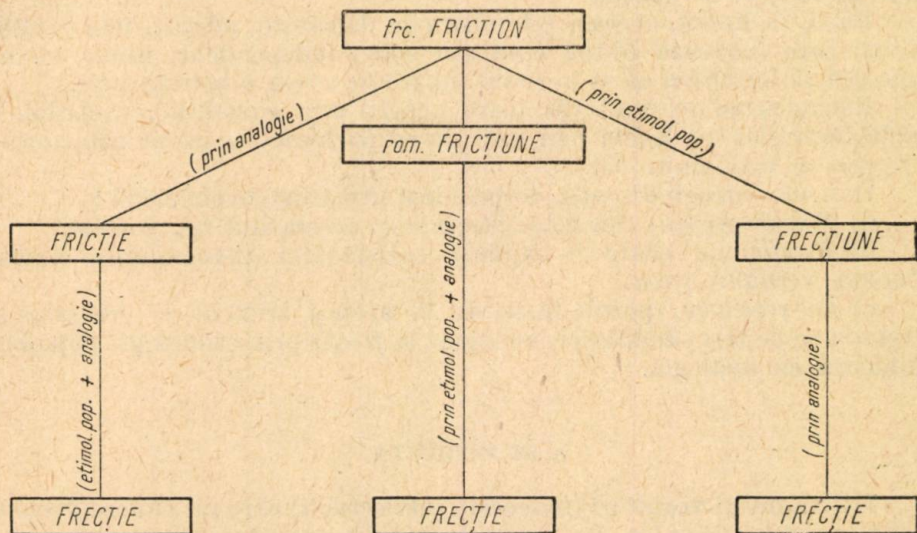 frc. FRICTION
(prin analogie)
(prin etimol. pop.)
rom. FRICȚIUNE
FRICȚIE
FRECȚIUNE
(etimol. pop. + analogie)
(prin etimol. pop. + analogie)
(prin analogie)
FRECȚIE
FRECȚIE
FRECȚIE